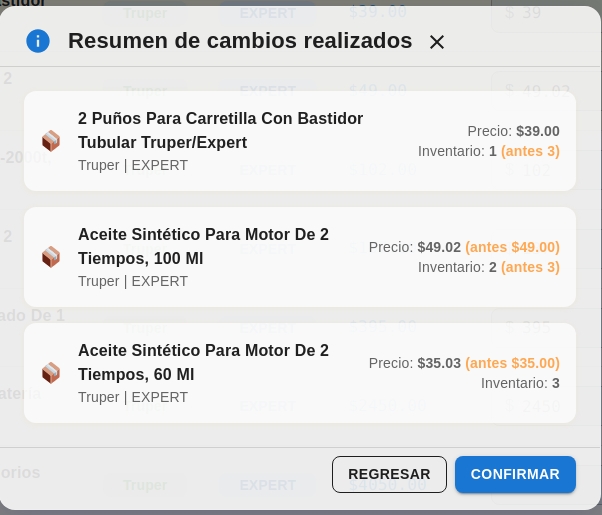 Resumen de cambios realizados
2 Puños Para Carretilla Con Bastidor
Tubular Truper/Expert
Truper | EXPERT
Precio: $39.00
Inventario: 1 (antes 3)
Aceite Sintético Para Motor De 2
Tiempos, 100 Ml
Truper | EXPERT
Precio: $49.02 (antes $49.00)
Inventario: 2 (antes 3)
Aceite Sintético Para Motor De 2
Tiempos, 60 Ml
Truper | EXPERT
Precio: $35.03 (antes $35.00)
Inventario: 3
REGRESAR
CONFIRMAR